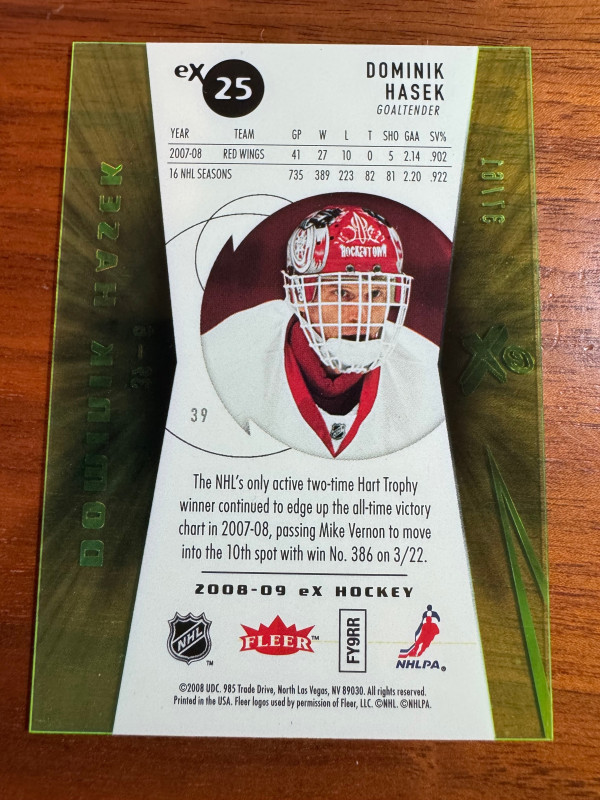 eX 25
DOMINIK
HASEK
GOALTENDER
YEAR TEAM GP W L T SHO GAA SV%
2007-08 RED WINGS 41 27 10 0 5 2.14 .902
16 NHL SEASONS 735 389 223 82 81 2.20 .922
HOCKEYTOWN
39
The NHL's only active two-time Hart Trophy
winner continued to edge up the all-time victory
chart in 2007-08, passing Mike Vernon to move
into the 10th spot with win No. 386 on 3/22.
2008-09 eX HOCKEY
NHL TM
FLEER TM
FY9RR
NHLPA®
©2008 UDC. 985 Trade Drive, North Las Vegas, NV 89030. All rights reserved.
Printed in the USA. Fleer logos used by permission of Fleer, LLC. ©NHL. ©NHLPA.
DOMINIK HASEK